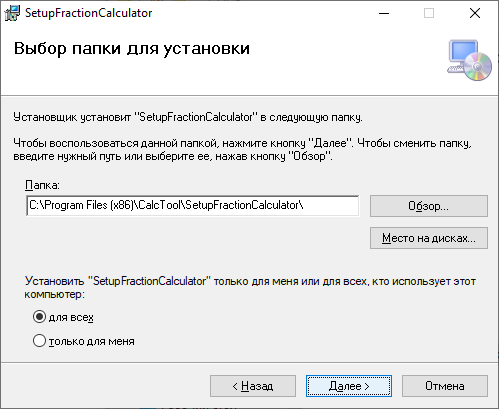 SetupFractionCalculator
Выбор папки для установки
Установщик установит "SetupFractionCalculator" в следующую папку.
Чтобы воспользоваться данной папкой, нажмите кнопку "Далее". Чтобы сменить папку,
введите нужный путь или выберите ее, нажав кнопку "Обзор".
Папка:
C:\Program Files (x86)\CalcTool\SetupFractionCalculator\
Обзор...
Место на дисках...
Установить "SetupFractionCalculator" только для меня или для всех, кто использует этот
компьютер:
для всех
только для меня
< Назад
Далее >
Отмена